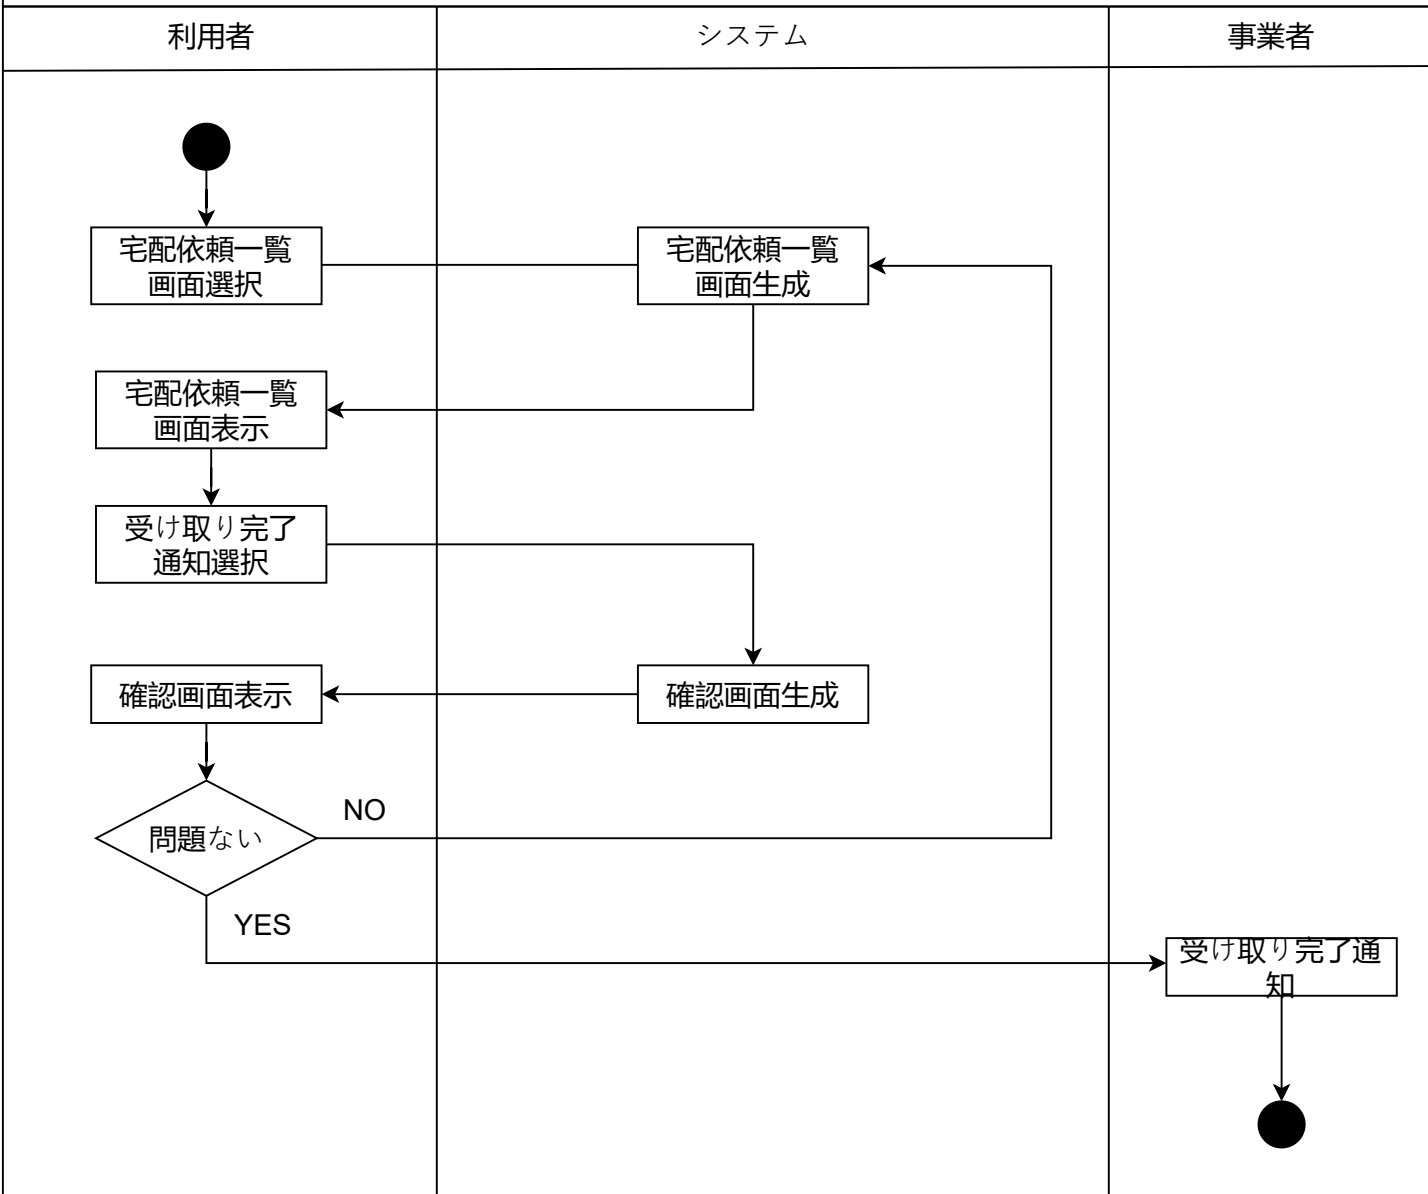 利用者
システム
事業者
宅配依頼一覧
画面選択
宅配依頼一覧
画面生成
宅配依頼一覧
画面表示
受け取り完了
通知選択
確認画面表示
確認画面生成
問題ない
NO
YES
受け取り完了通
知